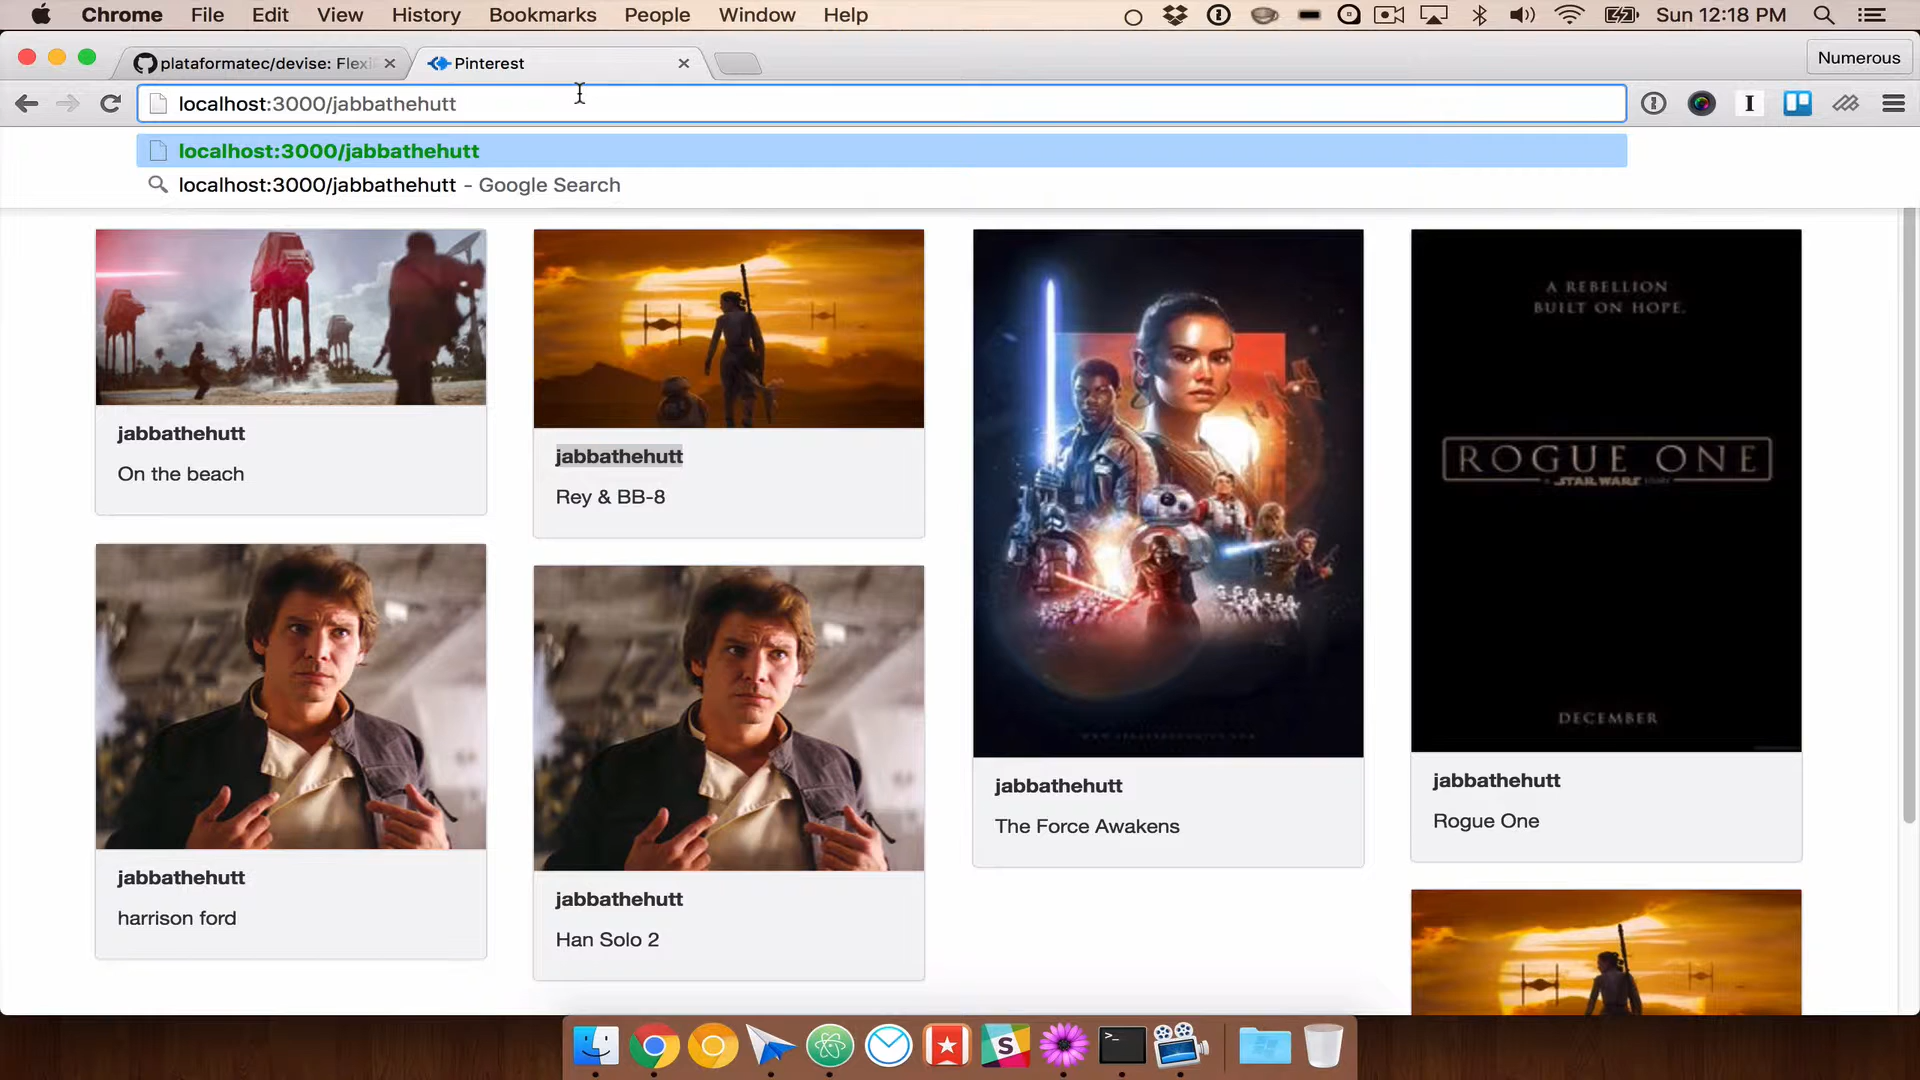 Chrome File Edit View History Bookmarks People Window Help Sun 12:18 PM
plataformatec/devise: Flexi
Pinterest
Numerous
localhost:3000/jabbathehutt
localhost:3000/jabbathehutt
localhost:3000/jabbathehutt - Google Search
jabbathehutt
On the beach
jabbathehutt
Rey & BB-8
jabbathehutt
The Force Awakens
A REBELLION
BUILT ON HOPE.
ROGUE ONE
A STAR WARS STORY
DECEMBER
jabbathehutt
Rogue One
jabbathehutt
harrison ford
jabbathehutt
Han Solo 2